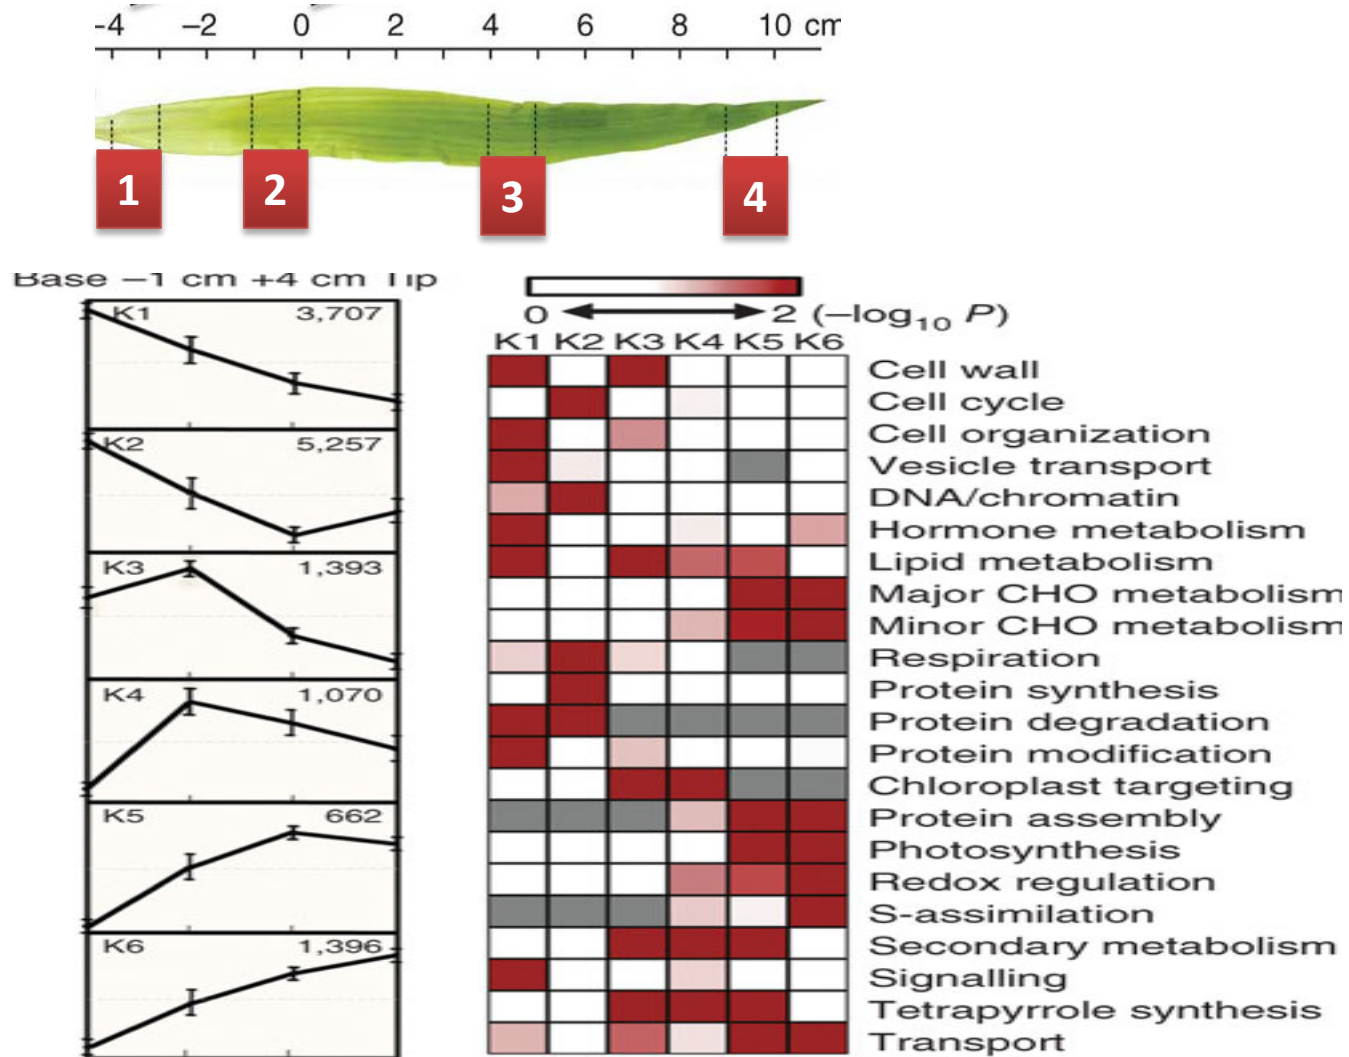 -4 −2 0 2 4 6 8 10 cm
1 2 3 4
Base −1 cm +4 cm Tip
0 2 (−log10 P)
K1 K2 K3 K4 K5 K6
K1 3,707
K2 5,257
K3 1,393
K4 1,070
K5 662
K6 1,396
Cell wall
Cell cycle
Cell organization
Vesicle transport
DNA/chromatin
Hormone metabolism
Lipid metabolism
Major CHO metabolism
Minor CHO metabolism
Respiration
Protein synthesis
Protein degradation
Protein modification
Chloroplast targeting
Protein assembly
Photosynthesis
Redox regulation
S-assimilation
Secondary metabolism
Signalling
Tetrapyrrole synthesis
Transport